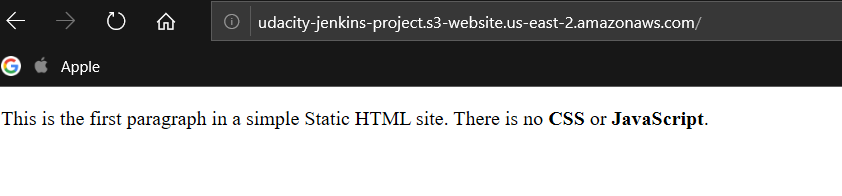 udacity-jenkins-project.s3-website.us-east-2.amazonaws.com/
Apple
This is the first paragraph in a simple Static HTML site. There is no CSS or JavaScript.